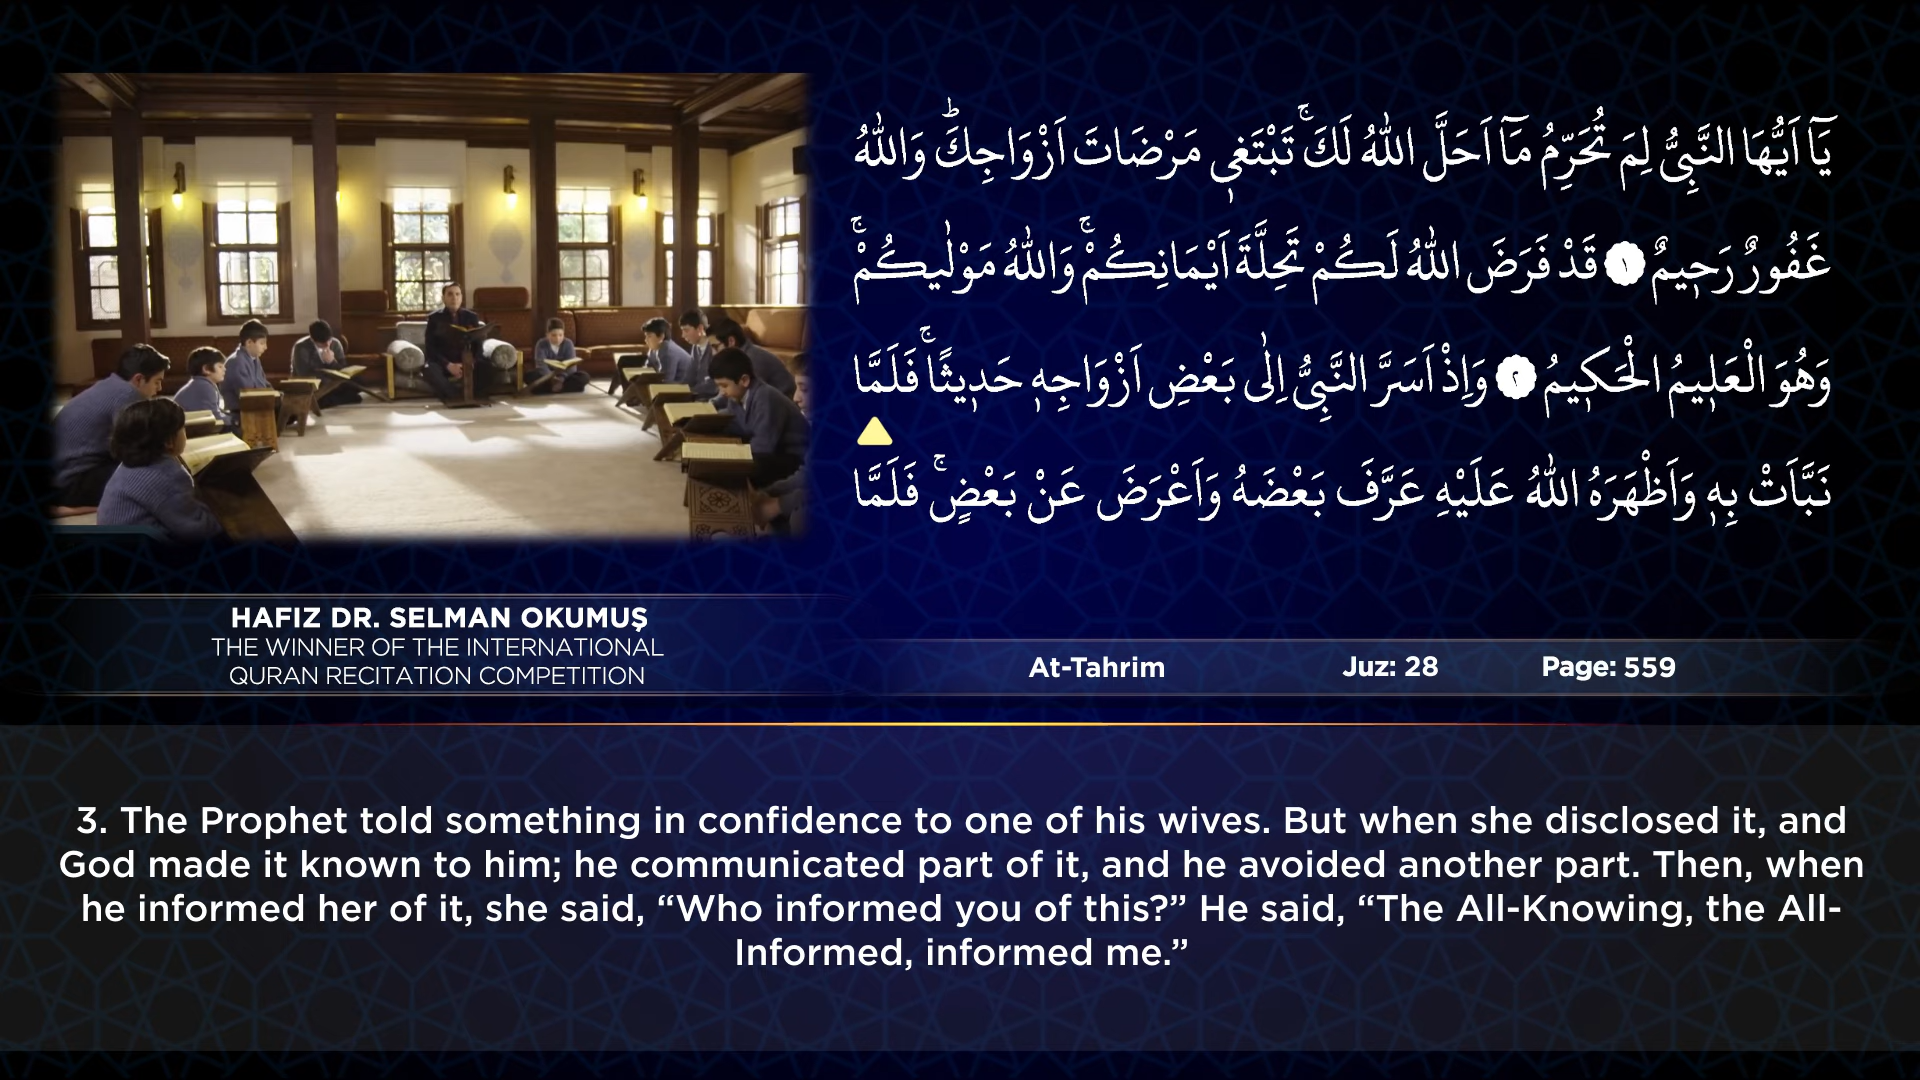 يَٓا اَيُّهَا النَّبِيُّ لِمَ تُحَرِّمُ مَٓا اَحَلَّ اللّٰهُ لَكَۚ تَبْتَغ۪ي مَرْضَاتَ اَزْوَاجِكَۜ وَاللّٰهُ
غَفُورٌ رَح۪يمٌ ﴿١﴾ قَدْ فَرَضَ اللّٰهُ لَكُمْ تَحِلَّةَ اَيْمَانِكُمْۚ وَاللّٰهُ مَوْلٰيكُمْۚ
وَهُوَ الْعَل۪يمُ الْحَك۪يمُ ﴿٢﴾ وَاِذْ اَسَرَّ النَّبِيُّ اِلٰى بَعْضِ اَزْوَاجِه۪ حَد۪يثًاۚ فَلَمَّا
نَبَّاَتْ بِه۪ وَاَظْهَرَهُ اللّٰهُ عَلَيْهِ عَرَّفَ بَعْضَهُ وَاَعْرَضَ عَنْ بَعْضٍۚ فَلَمَّا
HAFIZ DR. SELMAN OKUMUŞ
THE WINNER OF THE INTERNATIONAL
QURAN RECITATION COMPETITION
At-Tahrim Juz: 28 Page: 559
3. The Prophet told something in confidence to one of his wives. But when she disclosed it, and
God made it known to him; he communicated part of it, and he avoided another part. Then, when
he informed her of it, she said, “Who informed you of this?” He said, “The All-Knowing, the All-
Informed, informed me.”